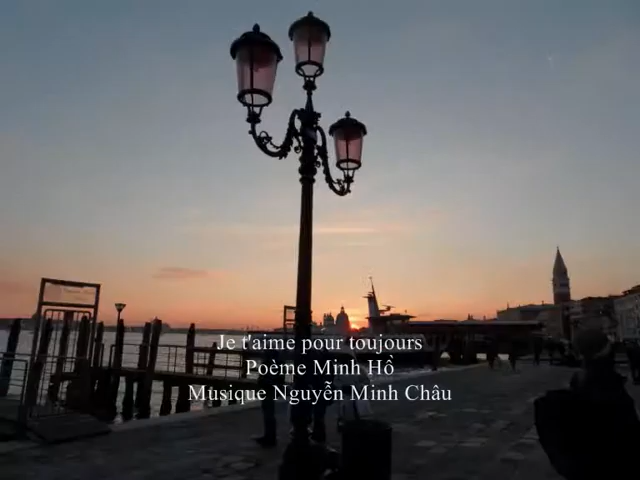 Je t'aime pour toujours
Poème Minh Hồ
Musique Nguyễn Minh Châu